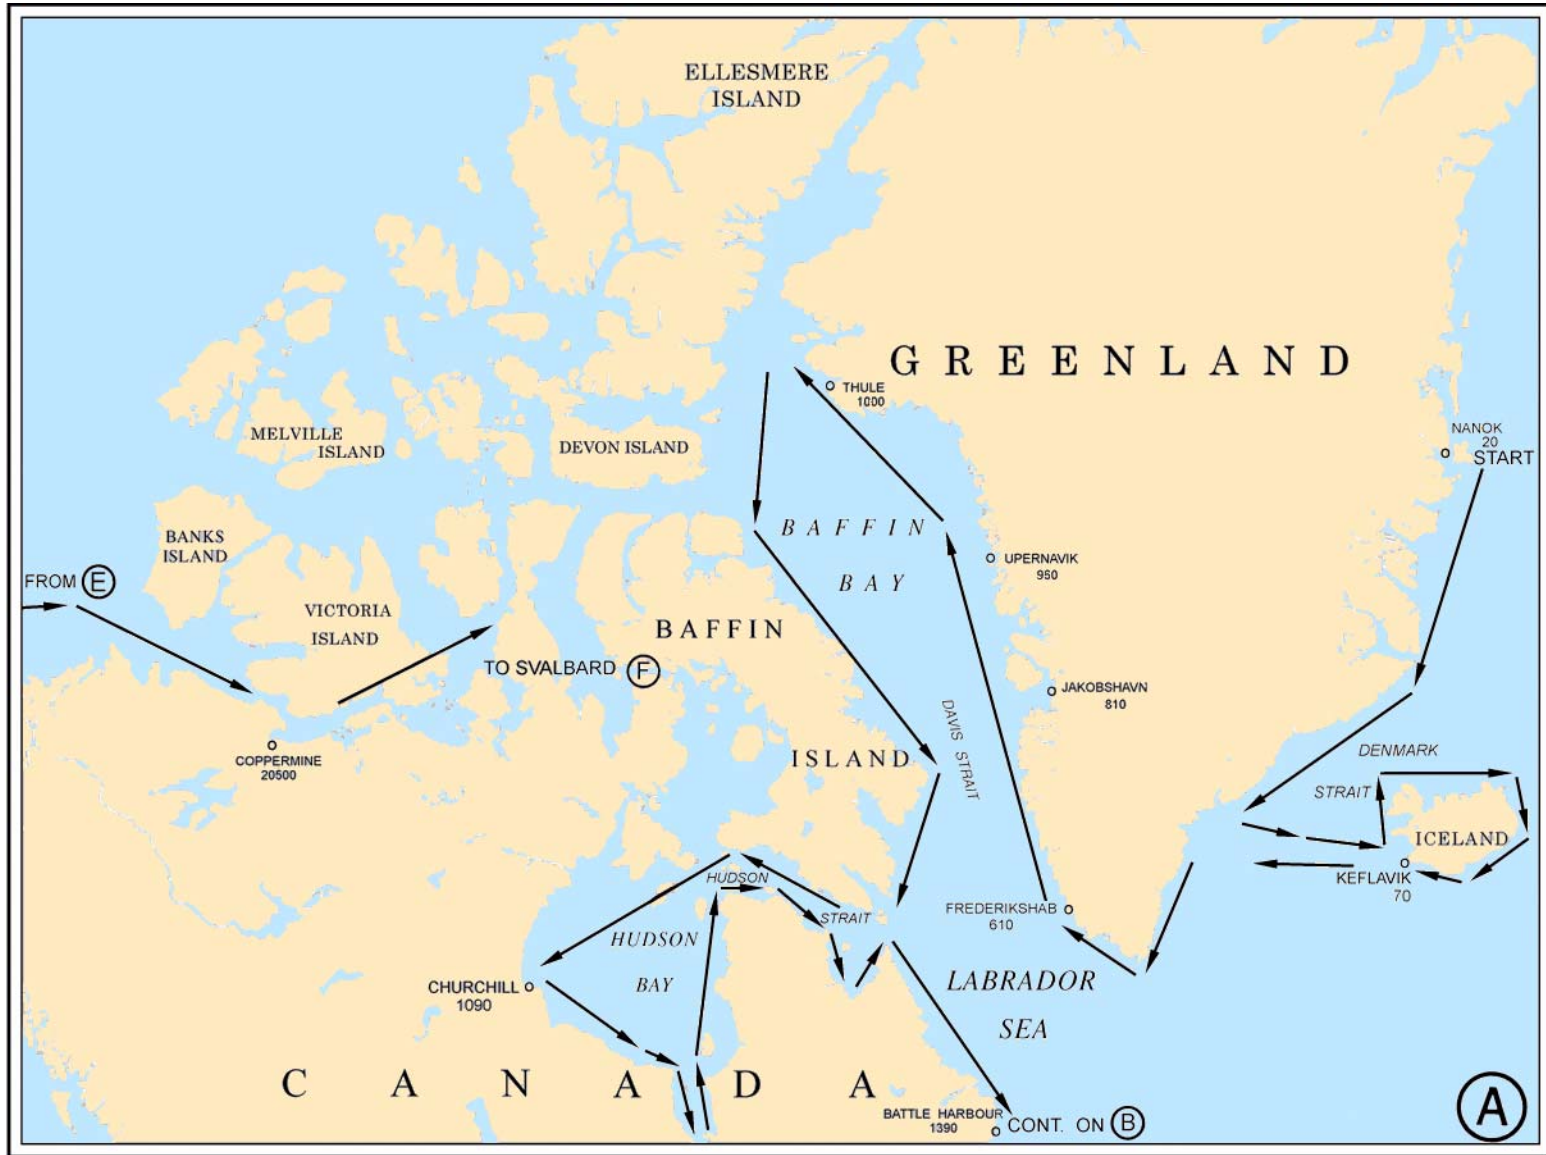 ELLESMERE
ISLAND
GREENLAND
THULE
1000
NANOK
20
START
MELVILLE
ISLAND
DEVON ISLAND
BANKS
ISLAND
BAFFIN
BAY
UPERNAVIK
950
FROM E
VICTORIA
ISLAND
BAFFIN
TO SVALBARD F
JAKOBSHAVN
810
DAVIS STRAIT
COPPERMINE
20500
ISLAND
DENMARK
STRAIT
ICELAND
KEFLAVIK
70
HUDSON
STRAIT
FREDERIKSHAB
610
HUDSON
BAY
CHURCHILL
1090
LABRADOR
SEA
CANADA
BATTLE HARBOUR
1390
CONT. ON B
A